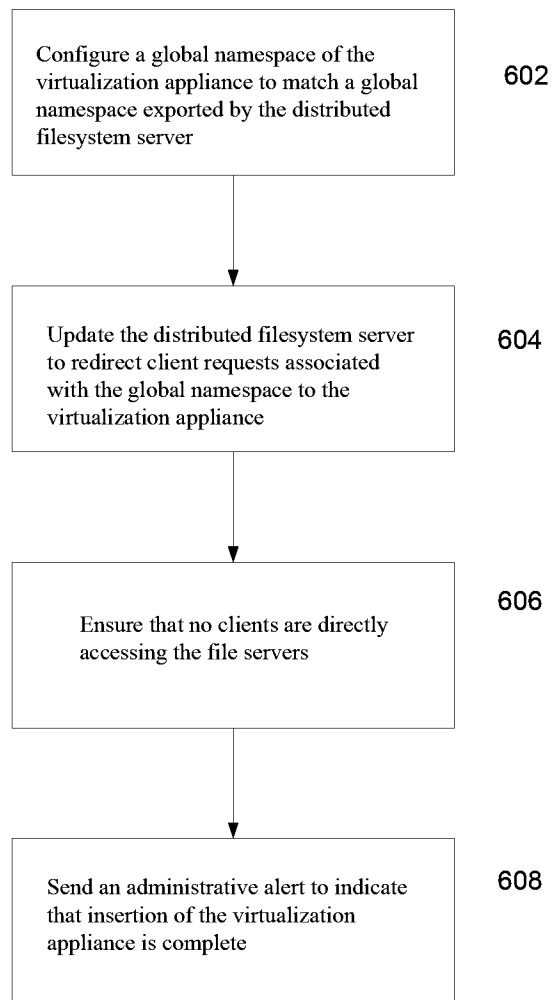 Configure a global namespace of the
virtualization appliance to match a global
namespace exported by the distributed
filesystem server
602
Update the distributed filesystem server
to redirect client requests associated
with the global namespace to the
virtualization appliance
604
Ensure that no clients are directly
accessing the file servers
606
Send an administrative alert to indicate
that insertion of the virtualization
appliance is complete
608